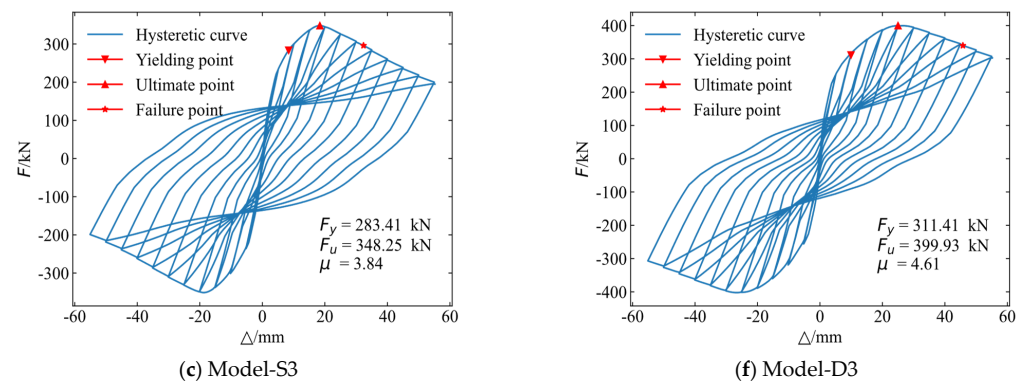 Hysteretic curve
Yielding point
Ultimate point
Failure point
300
200
100
0
-100
-200
-300
F/kN
F_y = 283.41 kN
F_u = 348.25 kN
μ = 3.84
-60 -40 -20 0 20 40 60
△/mm
(c) Model-S3
Hysteretic curve
Yielding point
Ultimate point
Failure point
400
300
200
100
0
-100
-200
-300
-400
F/kN
F_y = 311.41 kN
F_u = 399.93 kN
μ = 4.61
-60 -40 -20 0 20 40 60
△/mm
(f) Model-D3